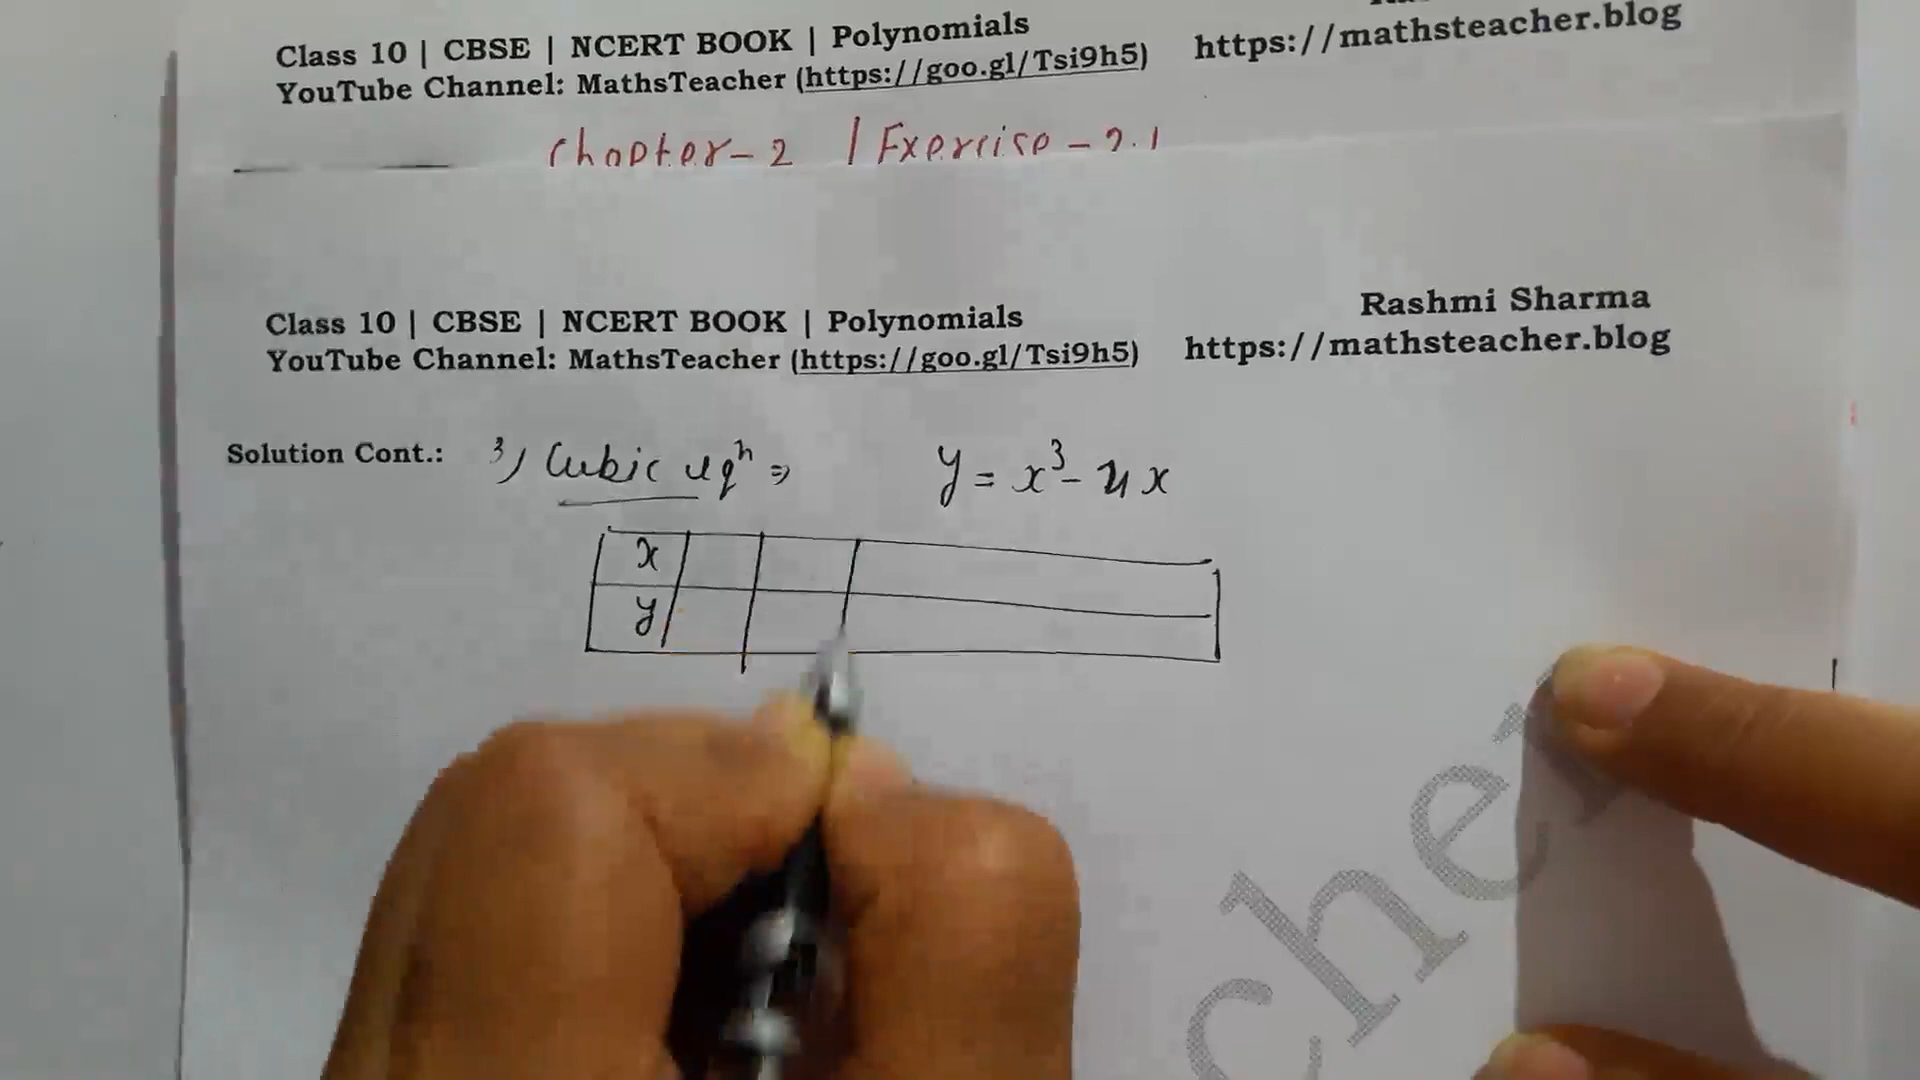 Class 10 | CBSE | NCERT BOOK | Polynomials
YouTube Channel: MathsTeacher (https://goo.gl/Tsi9h5) https://mathsteacher.blog
Chapter-2 | Exercise-2.1
Class 10 | CBSE | NCERT BOOK | Polynomials Rashmi Sharma
YouTube Channel: MathsTeacher (https://goo.gl/Tsi9h5) https://mathsteacher.blog
Solution Cont.: 3) Cubic eqn ⇒ y = x³ - 4x
x
y